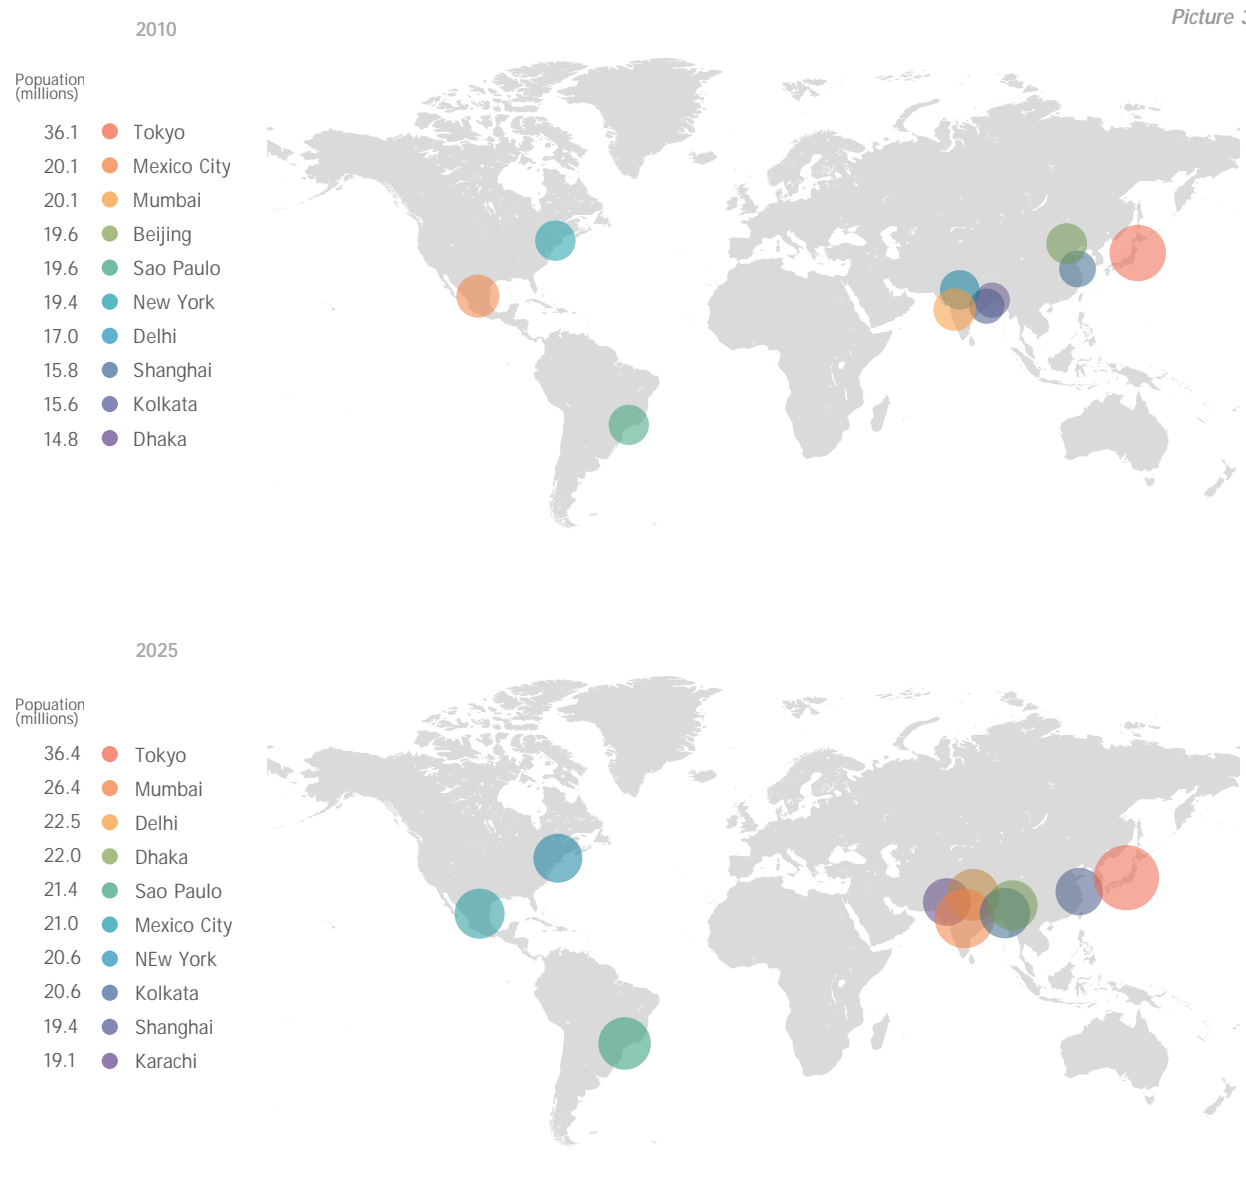 Picture 3
2010
Popuation
(millions)
36.1 Tokyo
20.1 Mexico City
20.1 Mumbai
19.6 Beijing
19.6 Sao Paulo
19.4 New York
17.0 Delhi
15.8 Shanghai
15.6 Kolkata
14.8 Dhaka
2025
Popuation
(millions)
36.4 Tokyo
26.4 Mumbai
22.5 Delhi
22.0 Dhaka
21.4 Sao Paulo
21.0 Mexico City
20.6 NEw York
20.6 Kolkata
19.4 Shanghai
19.1 Karachi